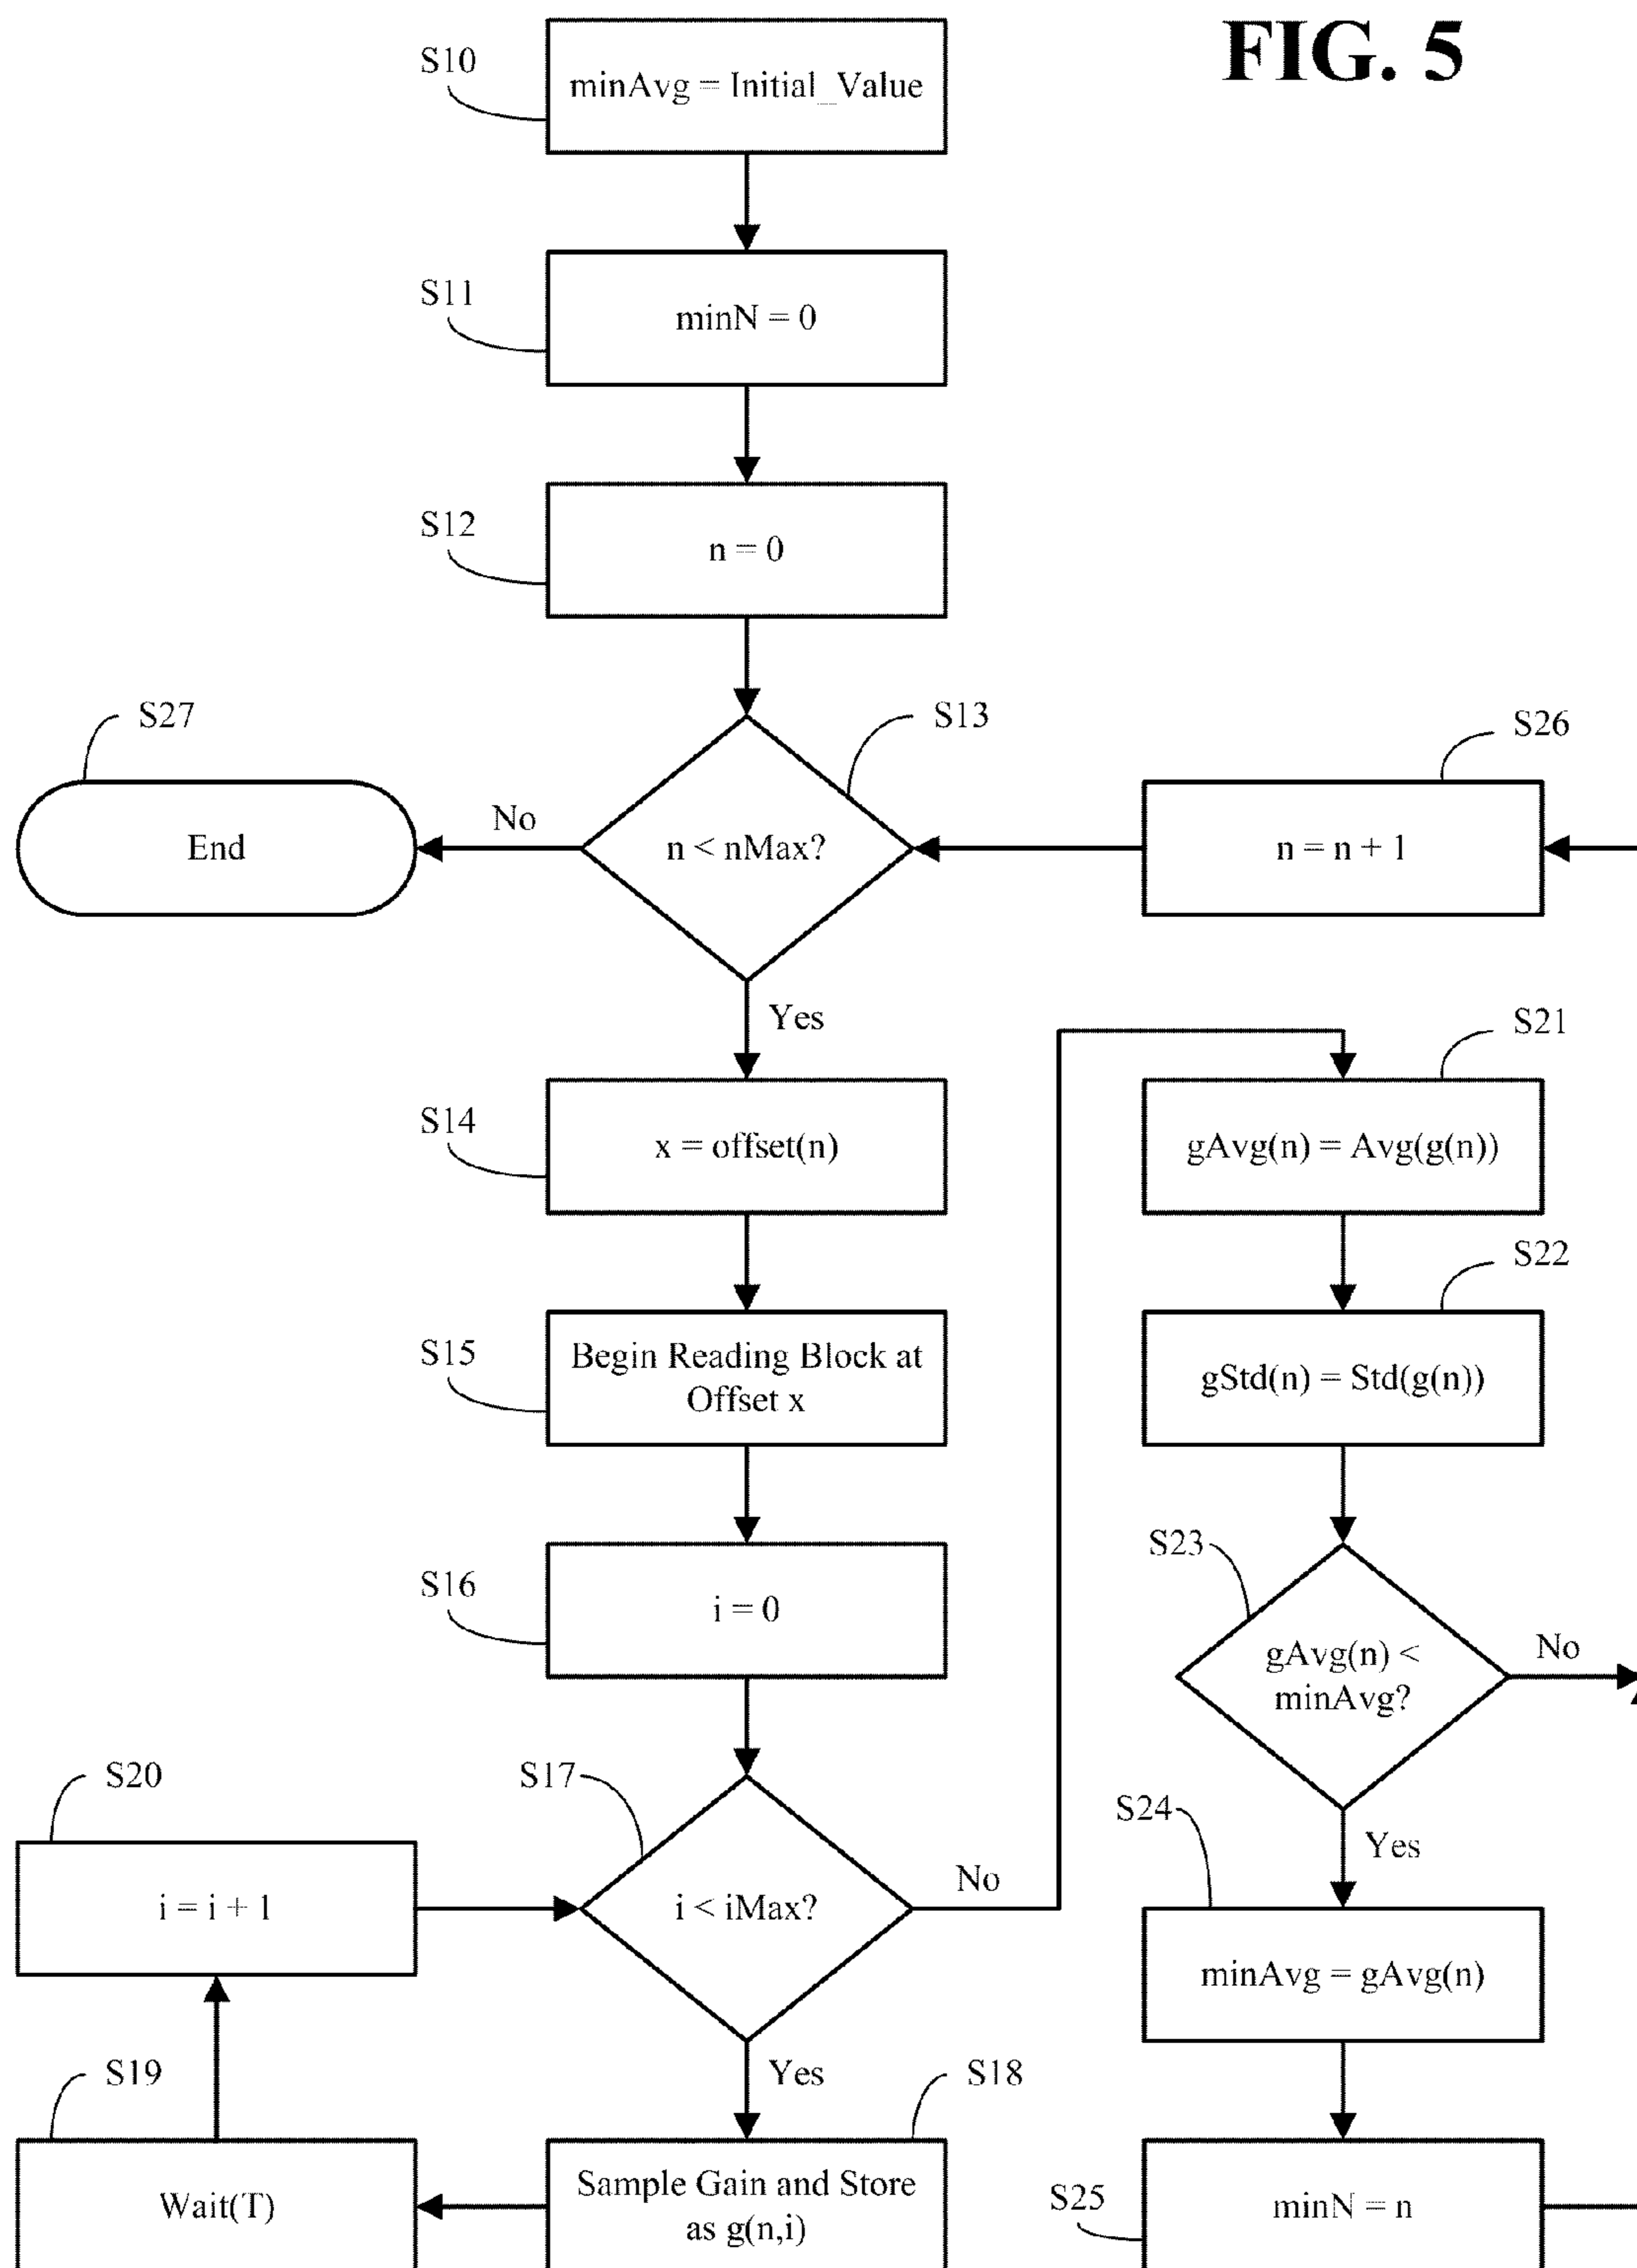 FIG. 5
S10
minAvg = Initial_Value
S11
minN = 0
S12
n = 0
S27
End
No
S13
n < nMax?
S26
n = n + 1
Yes
S14
x = offset(n)
S15
Begin Reading Block at
Offset x
S16
i = 0
S17
i < iMax?
No
S20
i = i + 1
Yes
S19
Wait(T)
S18
Sample Gain and Store
as g(n,i)
S21
gAvg(n) = Avg(g(n))
S22
gStd(n) = Std(g(n))
S23
gAvg(n) <
minAvg?
No
Yes
S24
minAvg = gAvg(n)
S25
minN = n